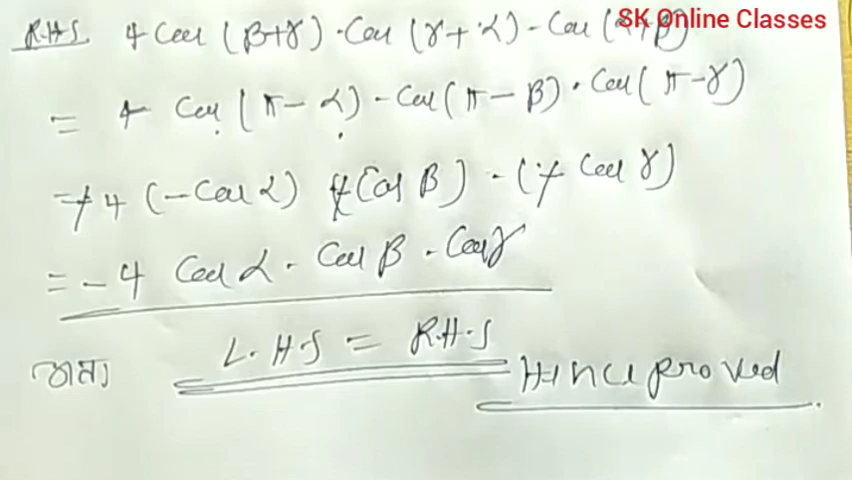 SK Online Classes
R.H.S 4 Cos (β+γ) · Cos (γ+α) - Cos (α+β)
= 4 Cos (π-α) - Cos (π-β) · Cos (π-γ)
= 4 (-Cos α) (Cos β) - ( Cos γ)
= -4 Cos α · Cos β · Cosγ
L.H.S = R.H.S
Hence proved